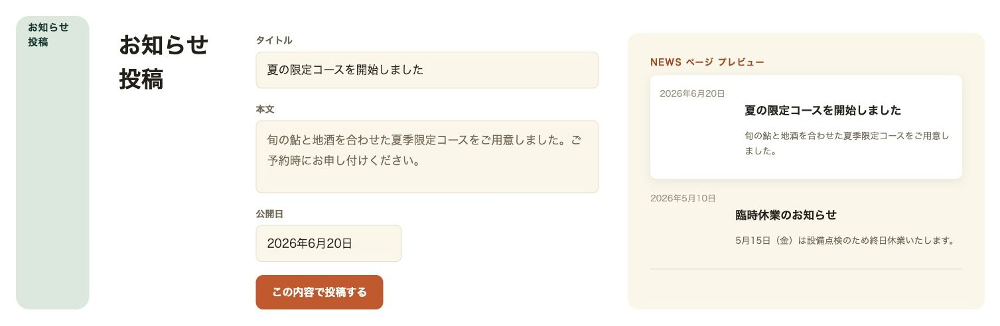 お知らせ
投稿
お知らせ
投稿
タイトル
夏の限定コースを開始しました
本文
旬の鮎と地酒を合わせた夏季限定コースをご用意しました。ご
予約時にお申し付けください。
公開日
2026年6月20日
この内容で投稿する
NEWS ページ プレビュー
2026年6月20日
夏の限定コースを開始しました
旬の鮎と地酒を合わせた夏季限定コースをご用意し
ました。
2026年5月10日
臨時休業のお知らせ
5月15日（金）は設備点検のため終日休業いたします。